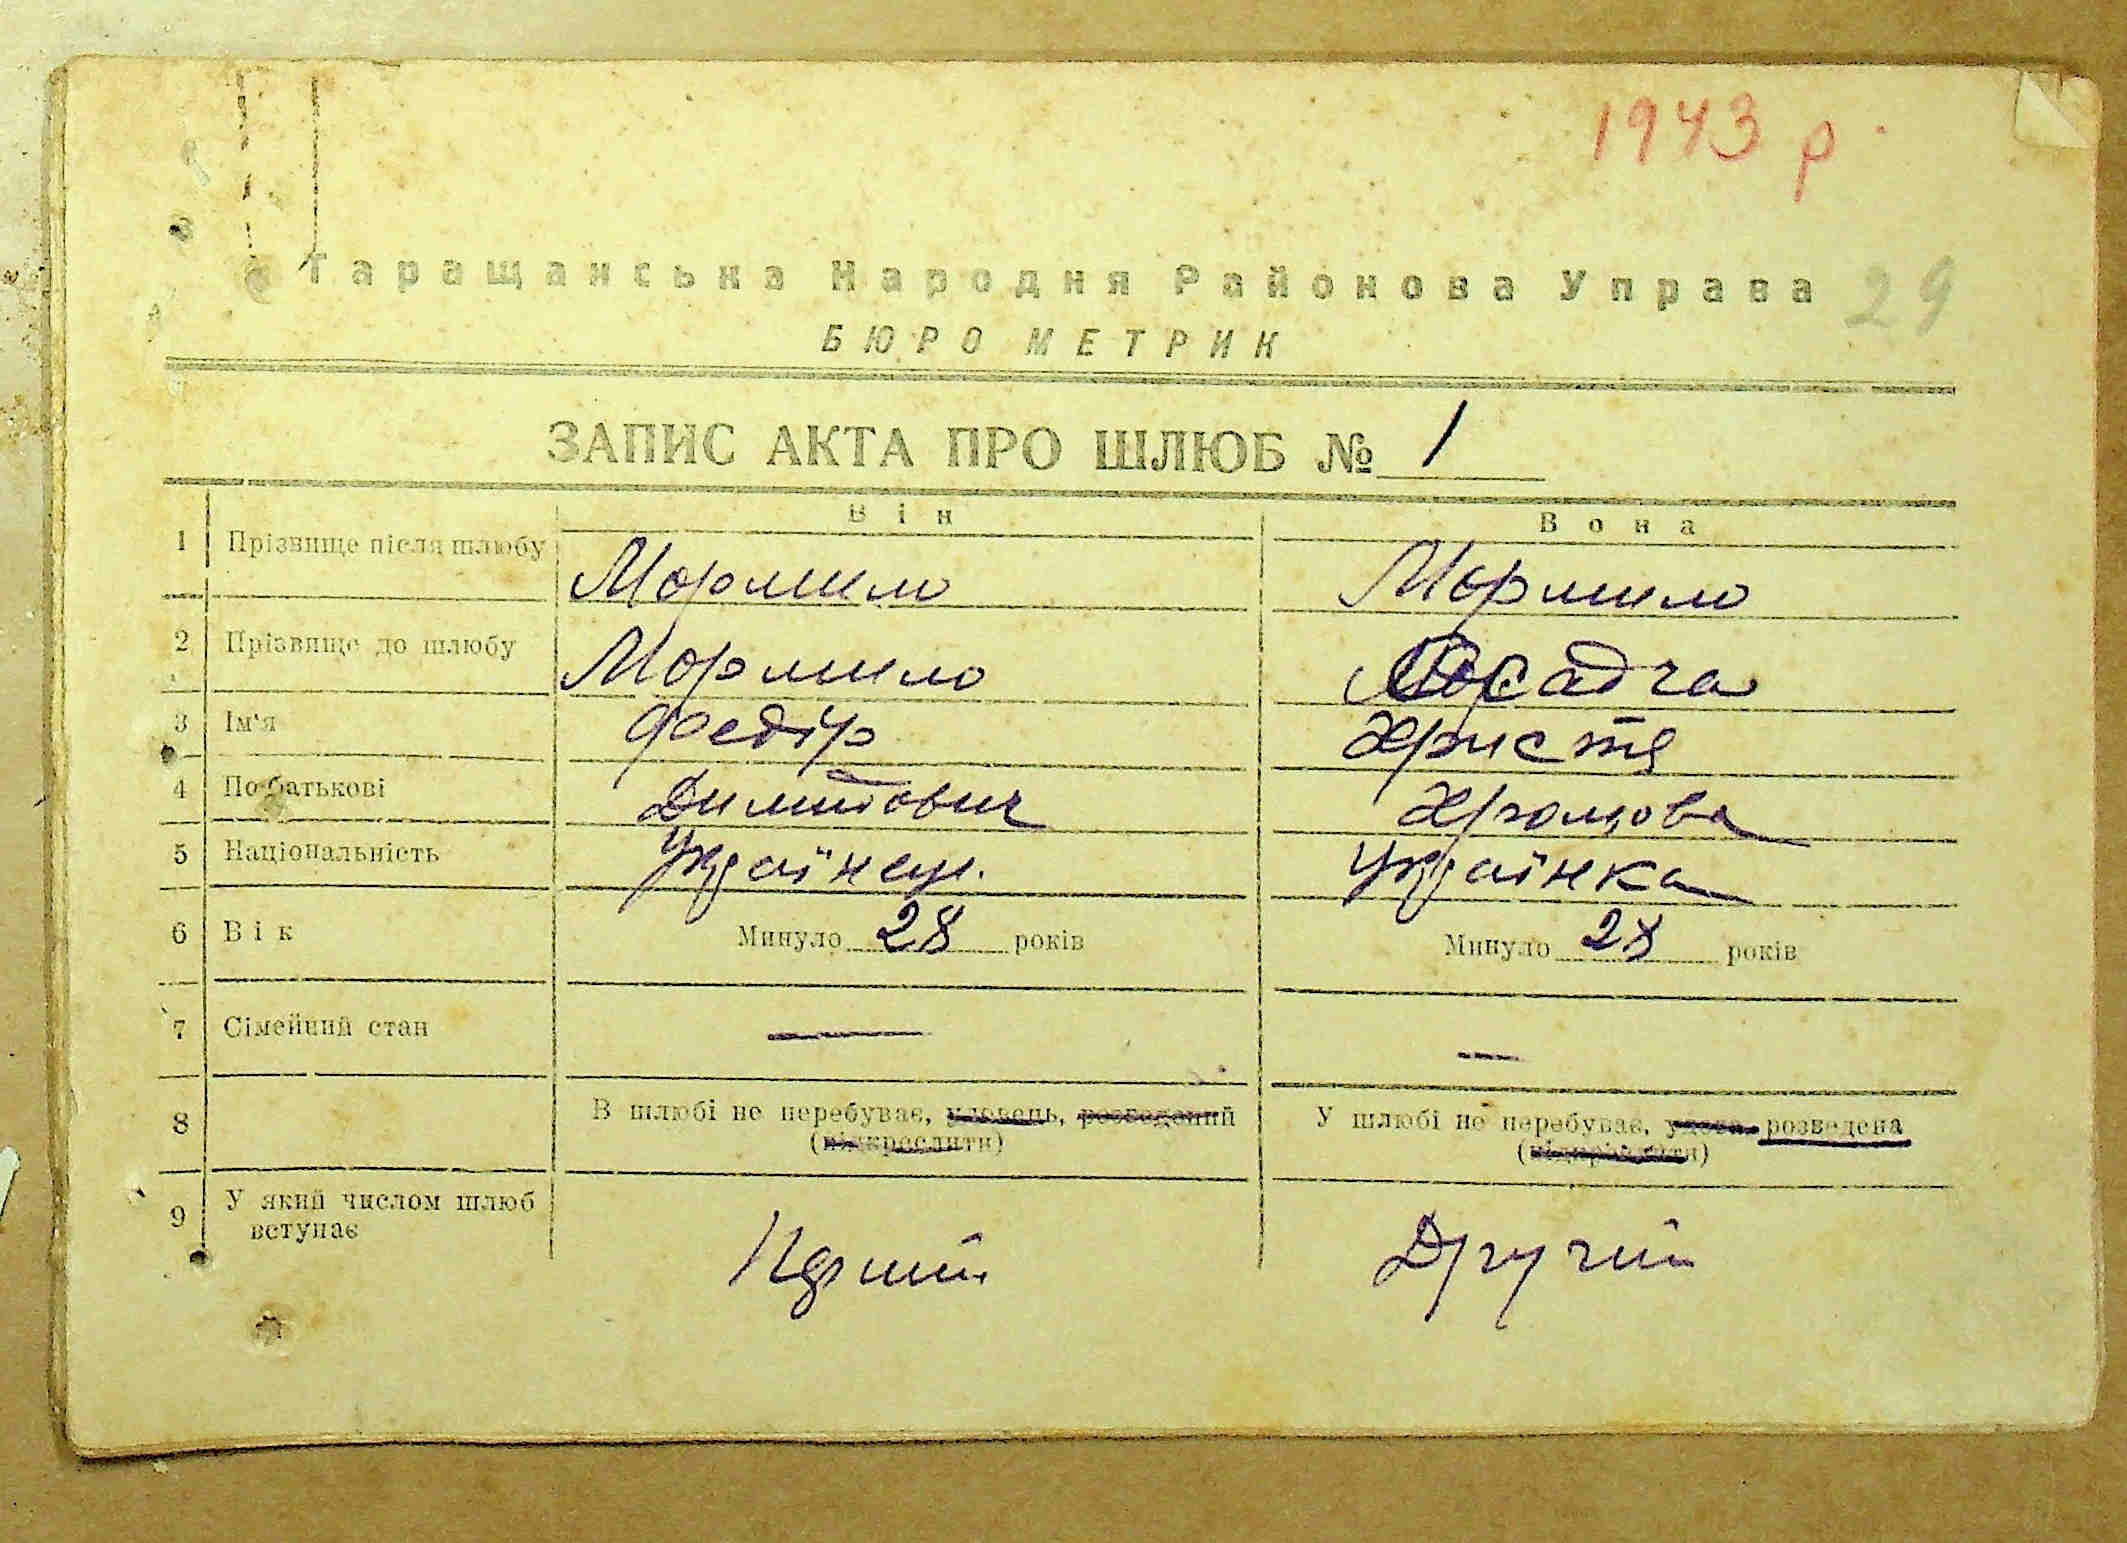 1943 р.
Таращанська Народня Районова Управа 29
БЮРО МЕТРИК
ЗАПИС АКТА ПРО ШЛЮБ № 1
Він Вона
1 Прізвище після шлюбу Мормило Мормило
2 Прізвище до шлюбу Мормило Осадча
3 Ім'я Федір Христя
4 По батькові
5 Національність Українец. Українка
6 Вік Минуло 28 років Минуло 28 років
7 Сімейний стан — —
8 В шлюбі не перебуває, удовець, розведений У шлюбі не перебуває, удова, розведена
(підкреслити) (підкреслити)
9 У який числом шлюб Перший Другий
вступає